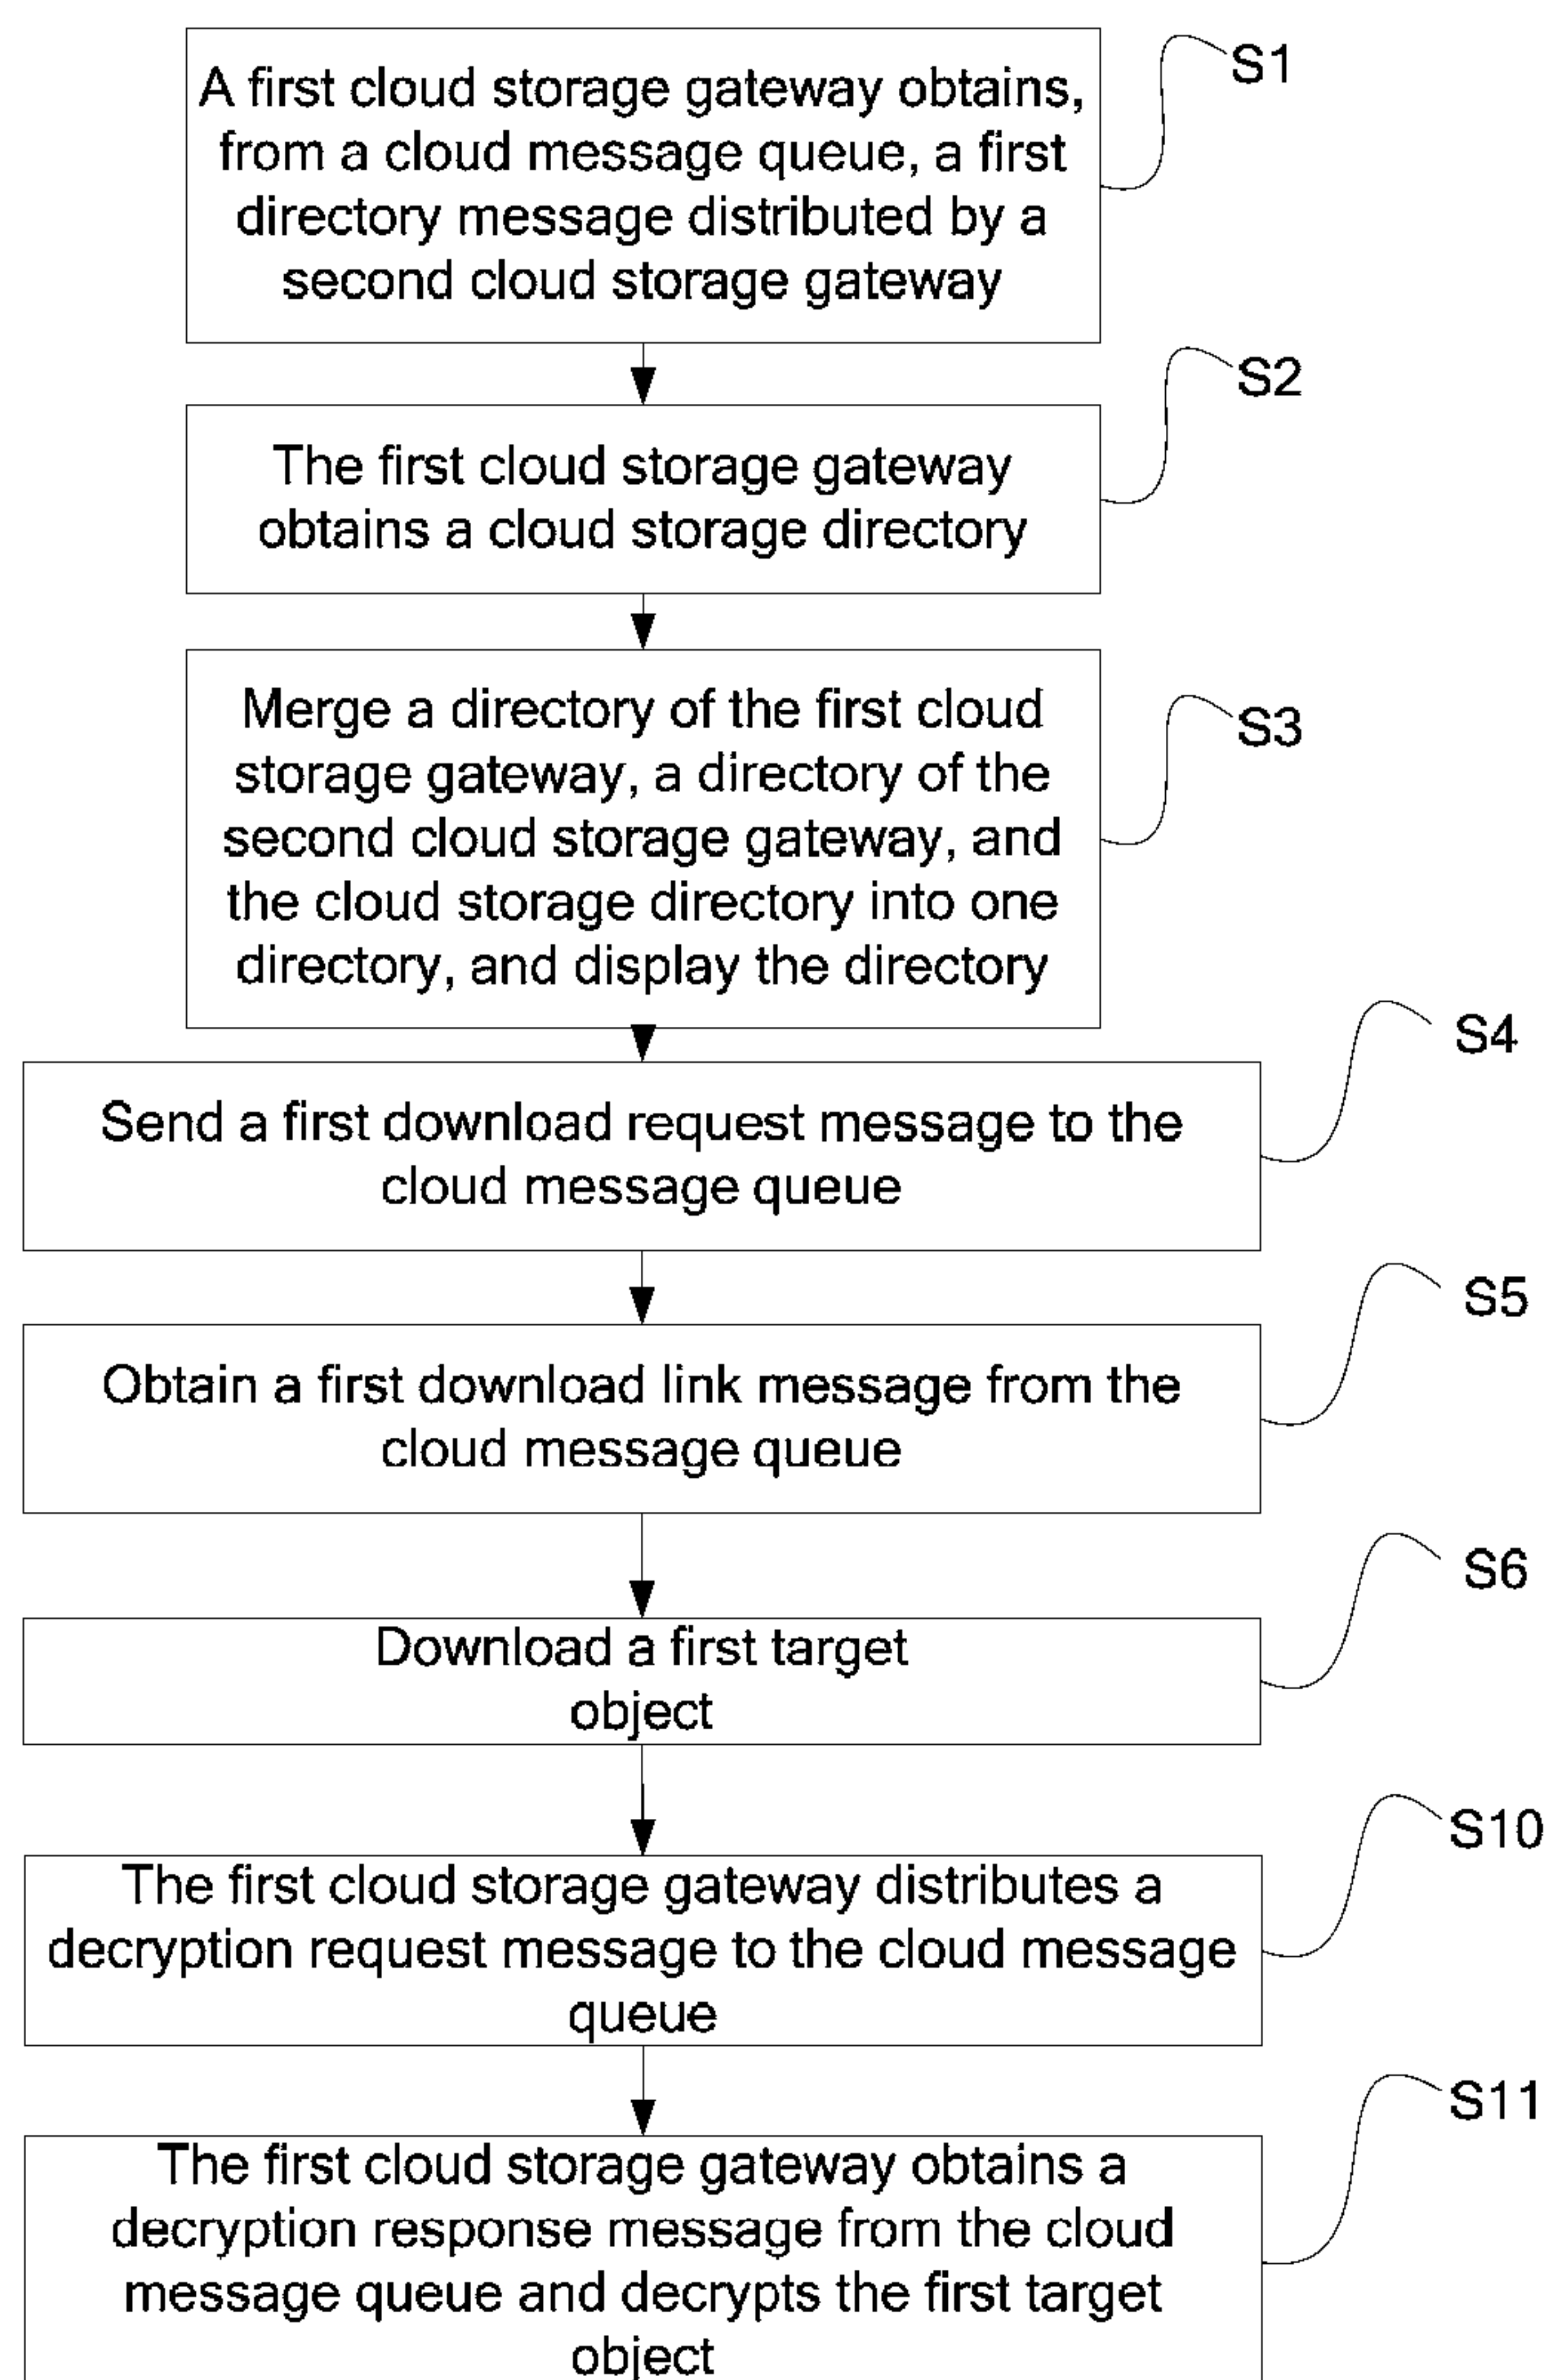 A first cloud storage gateway obtains,
from a cloud message queue, a first
directory message distributed by a
second cloud storage gateway
S1
The first cloud storage gateway
obtains a cloud storage directory
S2
Merge a directory of the first cloud
storage gateway, a directory of the
second cloud storage gateway, and
the cloud storage directory into one
directory, and display the directory
S3
Send a first download request message to the
cloud message queue
S4
Obtain a first download link message from the
cloud message queue
S5
Download a first target
object
S6
The first cloud storage gateway distributes a
decryption request message to the cloud message
queue
S10
The first cloud storage gateway obtains a
decryption response message from the cloud
message queue and decrypts the first target
object
S11